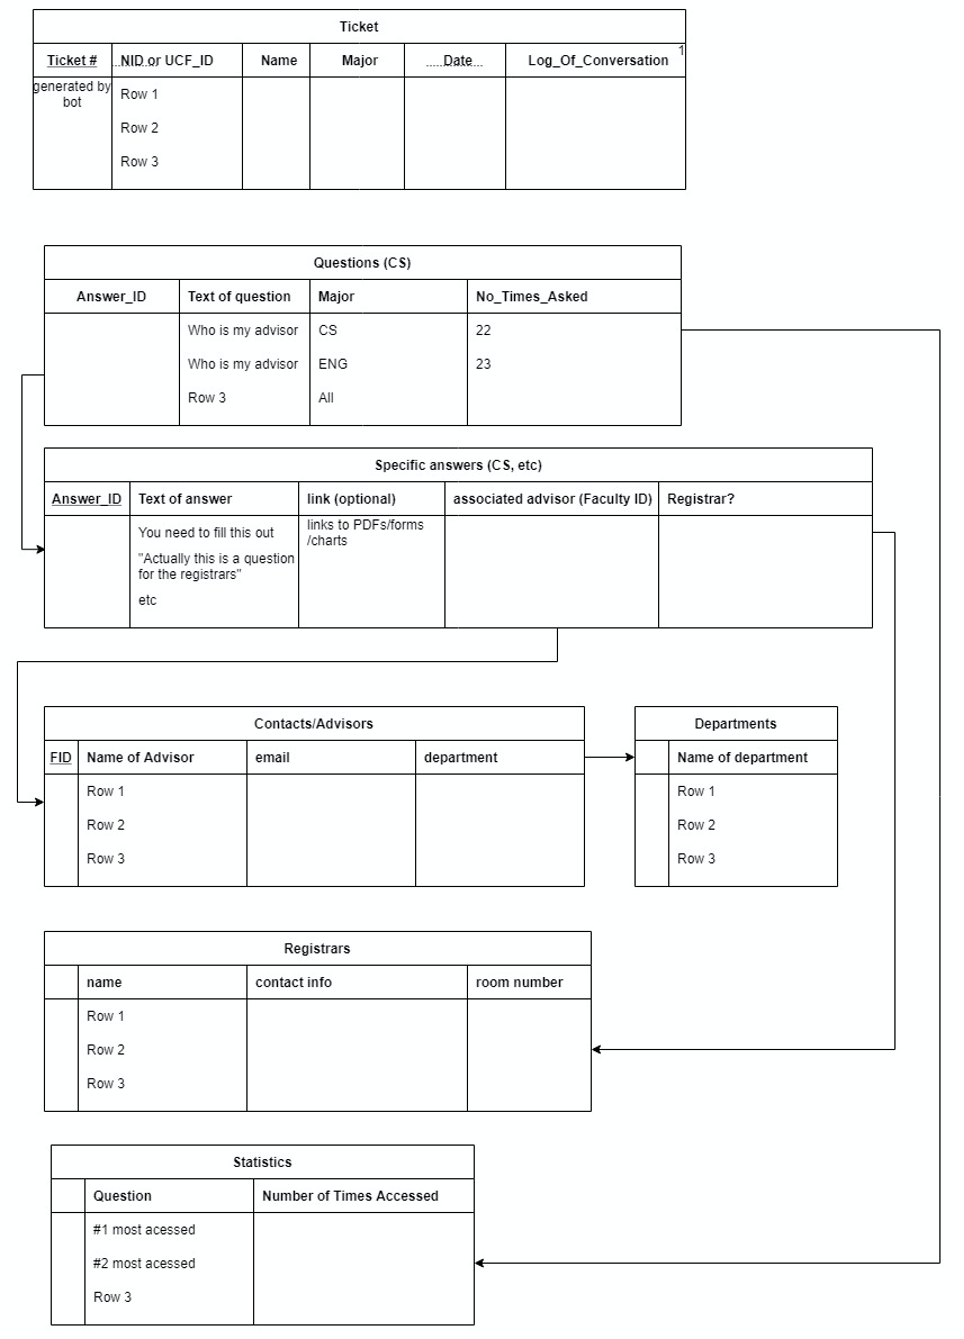 Ticket
1
Ticket # NID or UCF_ID Name Major Date Log_Of_Conversation
generated by
bot
Row 1
Row 2
Row 3
Questions (CS)
Answer_ID Text of question Major No_Times_Asked
Who is my advisor CS 22
Who is my advisor ENG 23
Row 3 All
Specific answers (CS, etc)
Answer_ID Text of answer link (optional) associated advisor (Faculty ID) Registrar?
links to PDFs/forms
/charts
You need to fill this out
"Actually this is a question
for the registrars"
etc
Contacts/Advisors
FID Name of Advisor email department
Row 1
Row 2
Row 3
Departments
Name of department
Row 1
Row 2
Row 3
Registrars
name contact info room number
Row 1
Row 2
Row 3
Statistics
Question Number of Times Accessed
#1 most acessed
#2 most acessed
Row 3